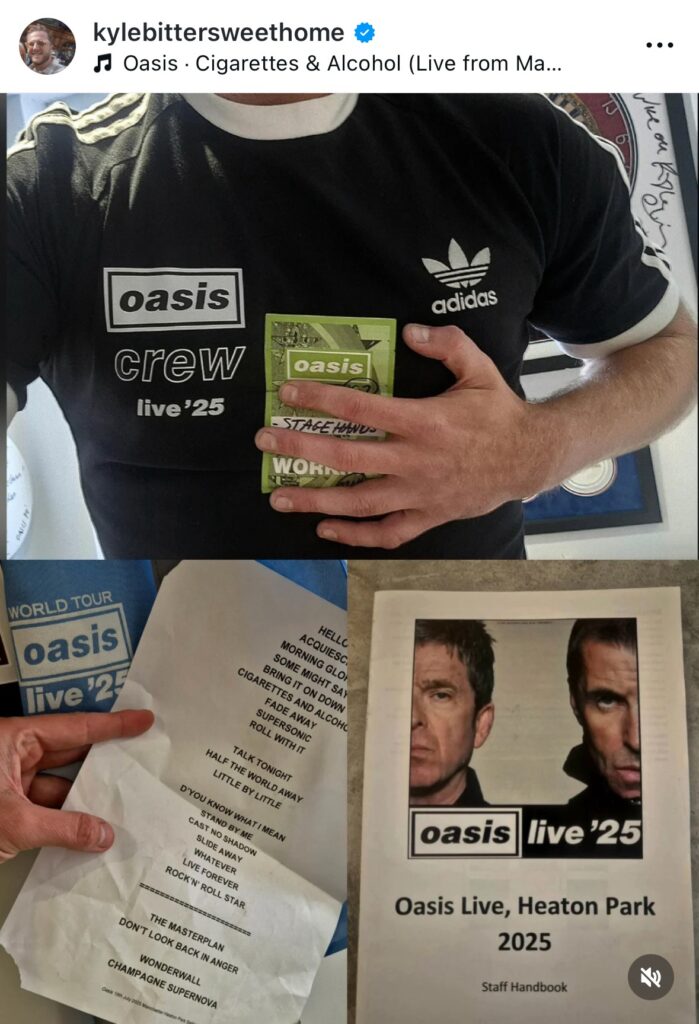 kylebittersweethome
Oasis · Cigarettes & Alcohol (Live from Ma...
oasis
crew
live '25
adidas
oasis
STAGE HANDS
WORLD TOUR
oasis
live '25
HELLO
ACQUIESC
MORNING GLO
SOME MIGHT SAY
BRING IT ON DOWN
CIGARETTES AND ALCOHO
FADE AWAY
SUPERSONIC
ROLL WITH IT
TALK TONIGHT
HALF THE WORLD AWAY
LITTLE BY LITTLE
D'YOU KNOW WHAT I MEAN
STAND BY ME
CAST NO SHADOW
SLIDE AWAY
WHATEVER
LIVE FOREVER
ROCK'N' ROLL STAR
====================
THE MASTERPLAN
DON'T LOOK BACK IN ANGER
WONDERWALL
CHAMPAGNE SUPERNOVA
oasis live '25
Oasis Live, Heaton Park
2025
Staff Handbook